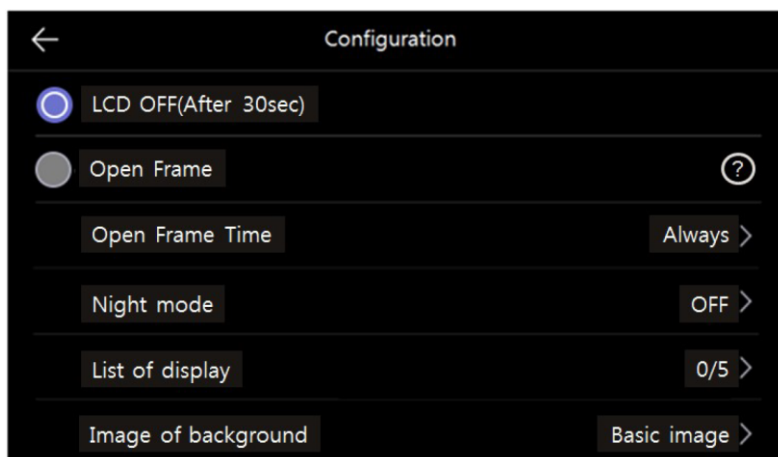 Configuration
LCD OFF(After 30sec)
Open Frame
?
Open Frame Time Always
Night mode OFF
List of display 0/5
Image of background Basic image